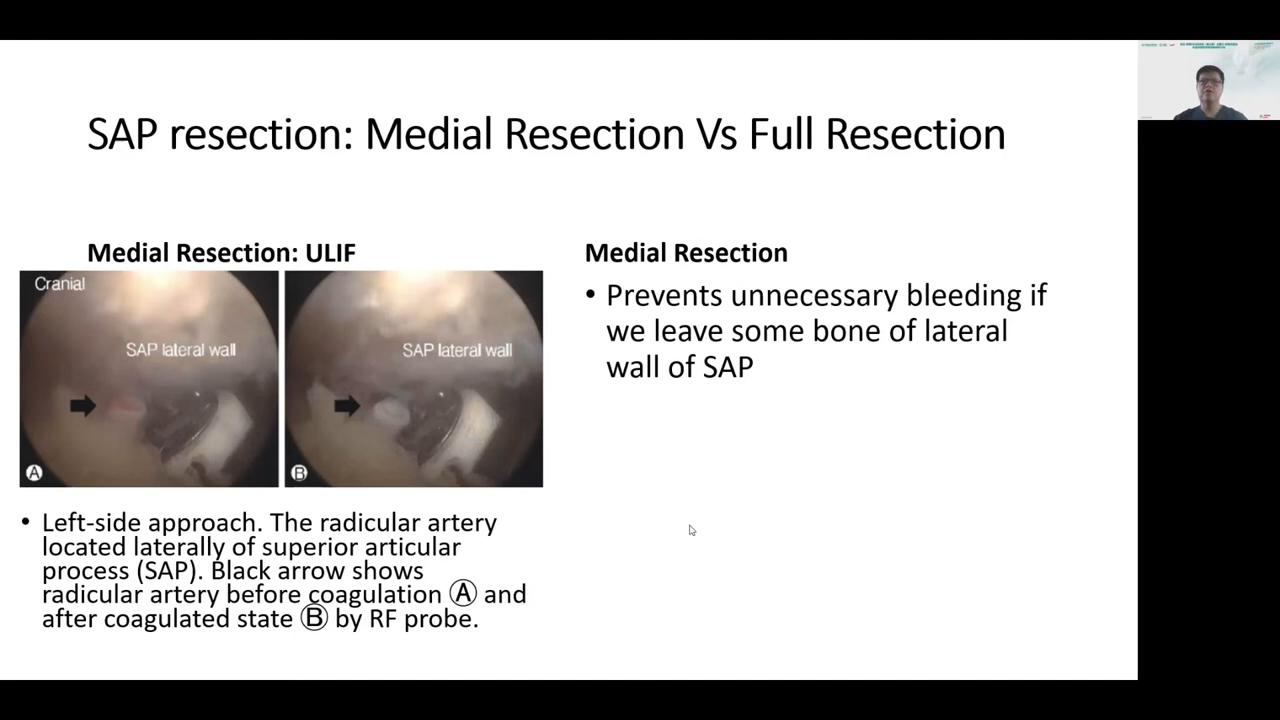 SAP resection: Medial Resection Vs Full Resection
Medial Resection: ULIF
Cranial
SAP lateral wall
Ⓐ
SAP lateral wall
Ⓑ
• Left-side approach. The radicular artery
located laterally of superior articular
process (SAP). Black arrow shows
radicular artery before coagulation Ⓐ and
after coagulated state Ⓑ by RF probe.
Medial Resection
• Prevents unnecessary bleeding if
we leave some bone of lateral
wall of SAP